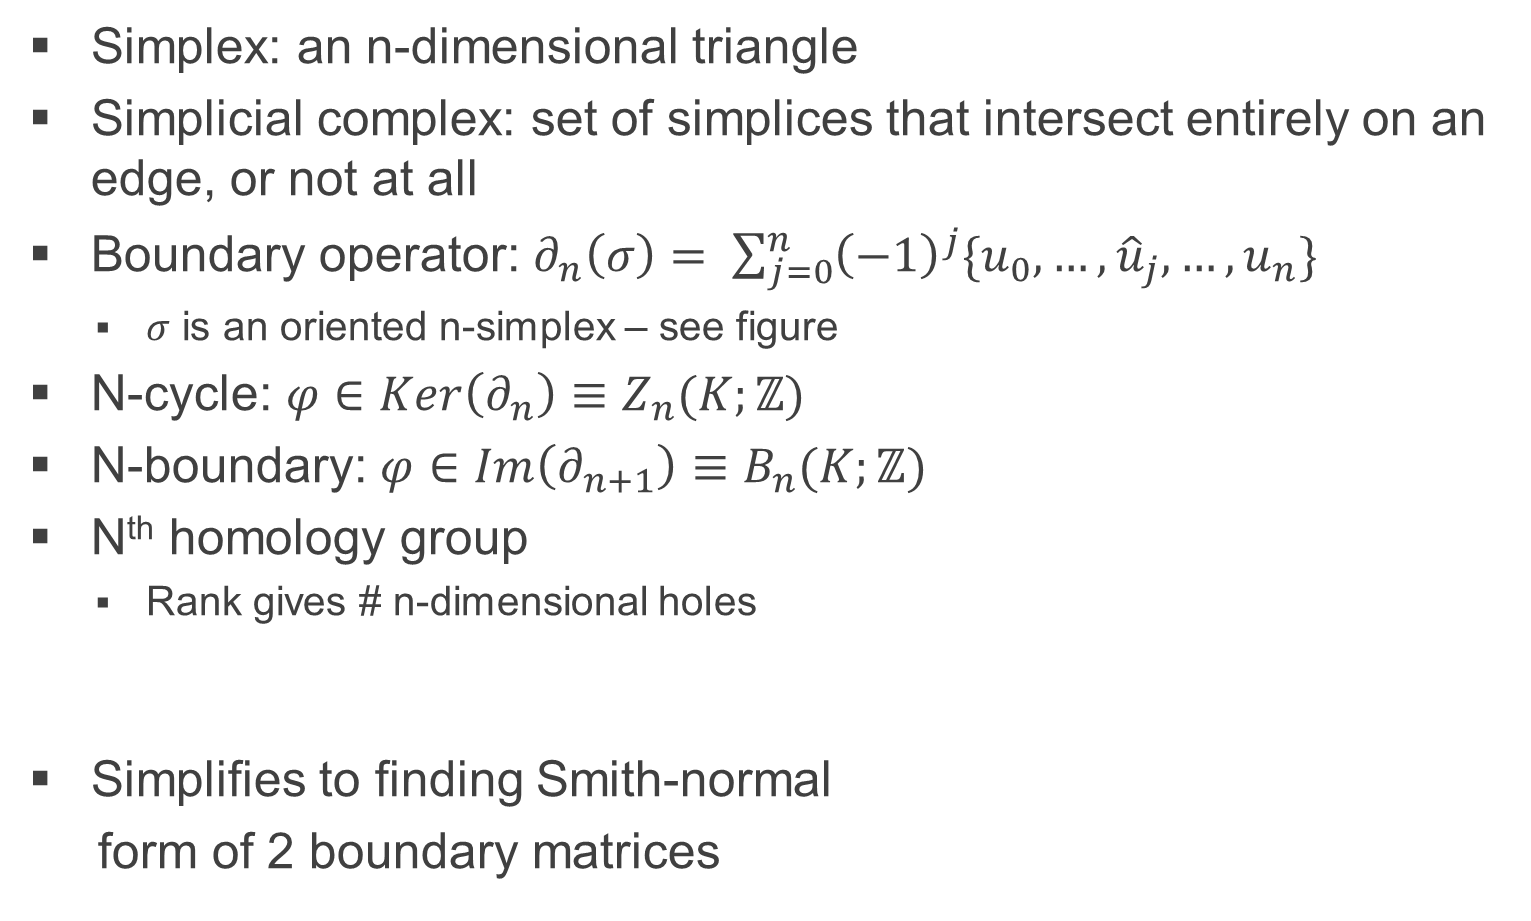 ▪ Simplex: an n-dimensional triangle
▪ Simplicial complex: set of simplices that intersect entirely on an
edge, or not at all
▪ Boundary operator: ∂ₙ(σ) = ∑ⁿⱼ₌₀(−1)ʲ{u₀, … , ûⱼ, … , uₙ}
▪ σ is an oriented n-simplex – see figure
▪ N-cycle: φ ∈ Ker(∂ₙ) ≡ Zₙ(K; ℤ)
▪ N-boundary: φ ∈ Im(∂ₙ₊₁) ≡ Bₙ(K; ℤ)
▪ Nᵗʰ homology group
▪ Rank gives # n-dimensional holes
▪ Simplifies to finding Smith-normal
form of 2 boundary matrices